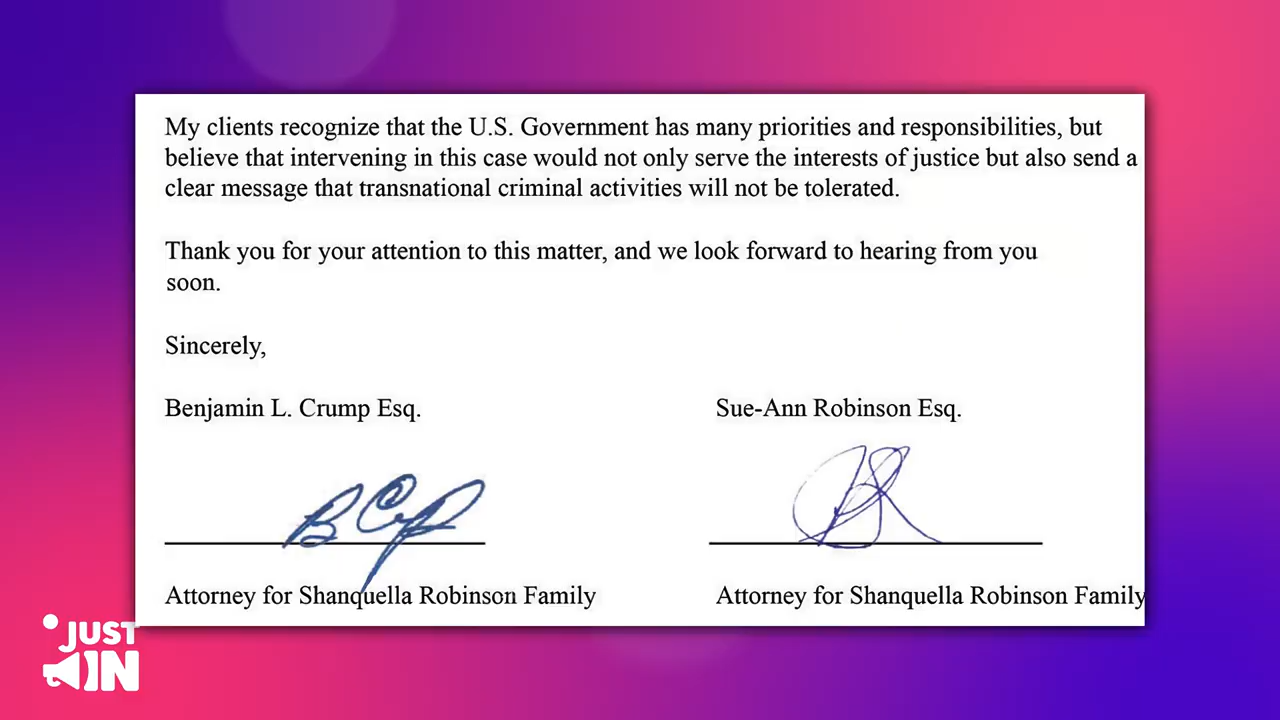 My clients recognize that the U.S. Government has many priorities and responsibilities, but
believe that intervening in this case would not only serve the interests of justice but also send a
clear message that transnational criminal activities will not be tolerated.
Thank you for your attention to this matter, and we look forward to hearing from you
soon.
Sincerely,
Benjamin L. Crump Esq.
Sue-Ann Robinson Esq.
Attorney for Shanquella Robinson Family
Attorney for Shanquella Robinson Family
JUST
IN